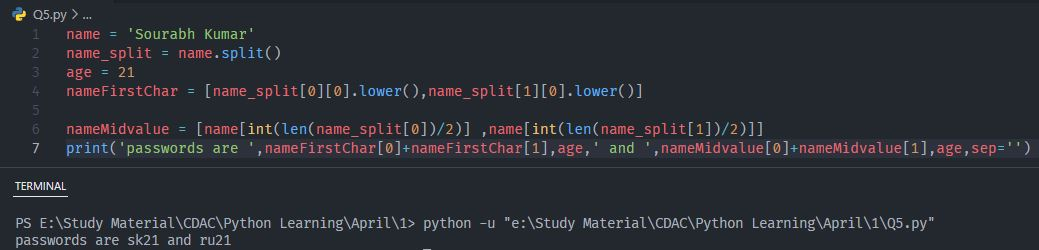 Q5.py > ...
1 name = 'Sourabh Kumar'
2 name_split = name.split()
3 age = 21
4 nameFirstChar = [name_split[0][0].lower(),name_split[1][0].lower()]
5
6 nameMidvalue = [name[int(len(name_split[0])/2)] ,name[int(len(name_split[1])/2)]]
7 print('passwords are ',nameFirstChar[0]+nameFirstChar[1],age,' and ',nameMidvalue[0]+nameMidvalue[1],age,sep='')
TERMINAL
PS E:\Study Material\CDAC\Python Learning\April\1> python -u "e:\Study Material\CDAC\Python Learning\April\1\Q5.py"
passwords are sk21 and ru21